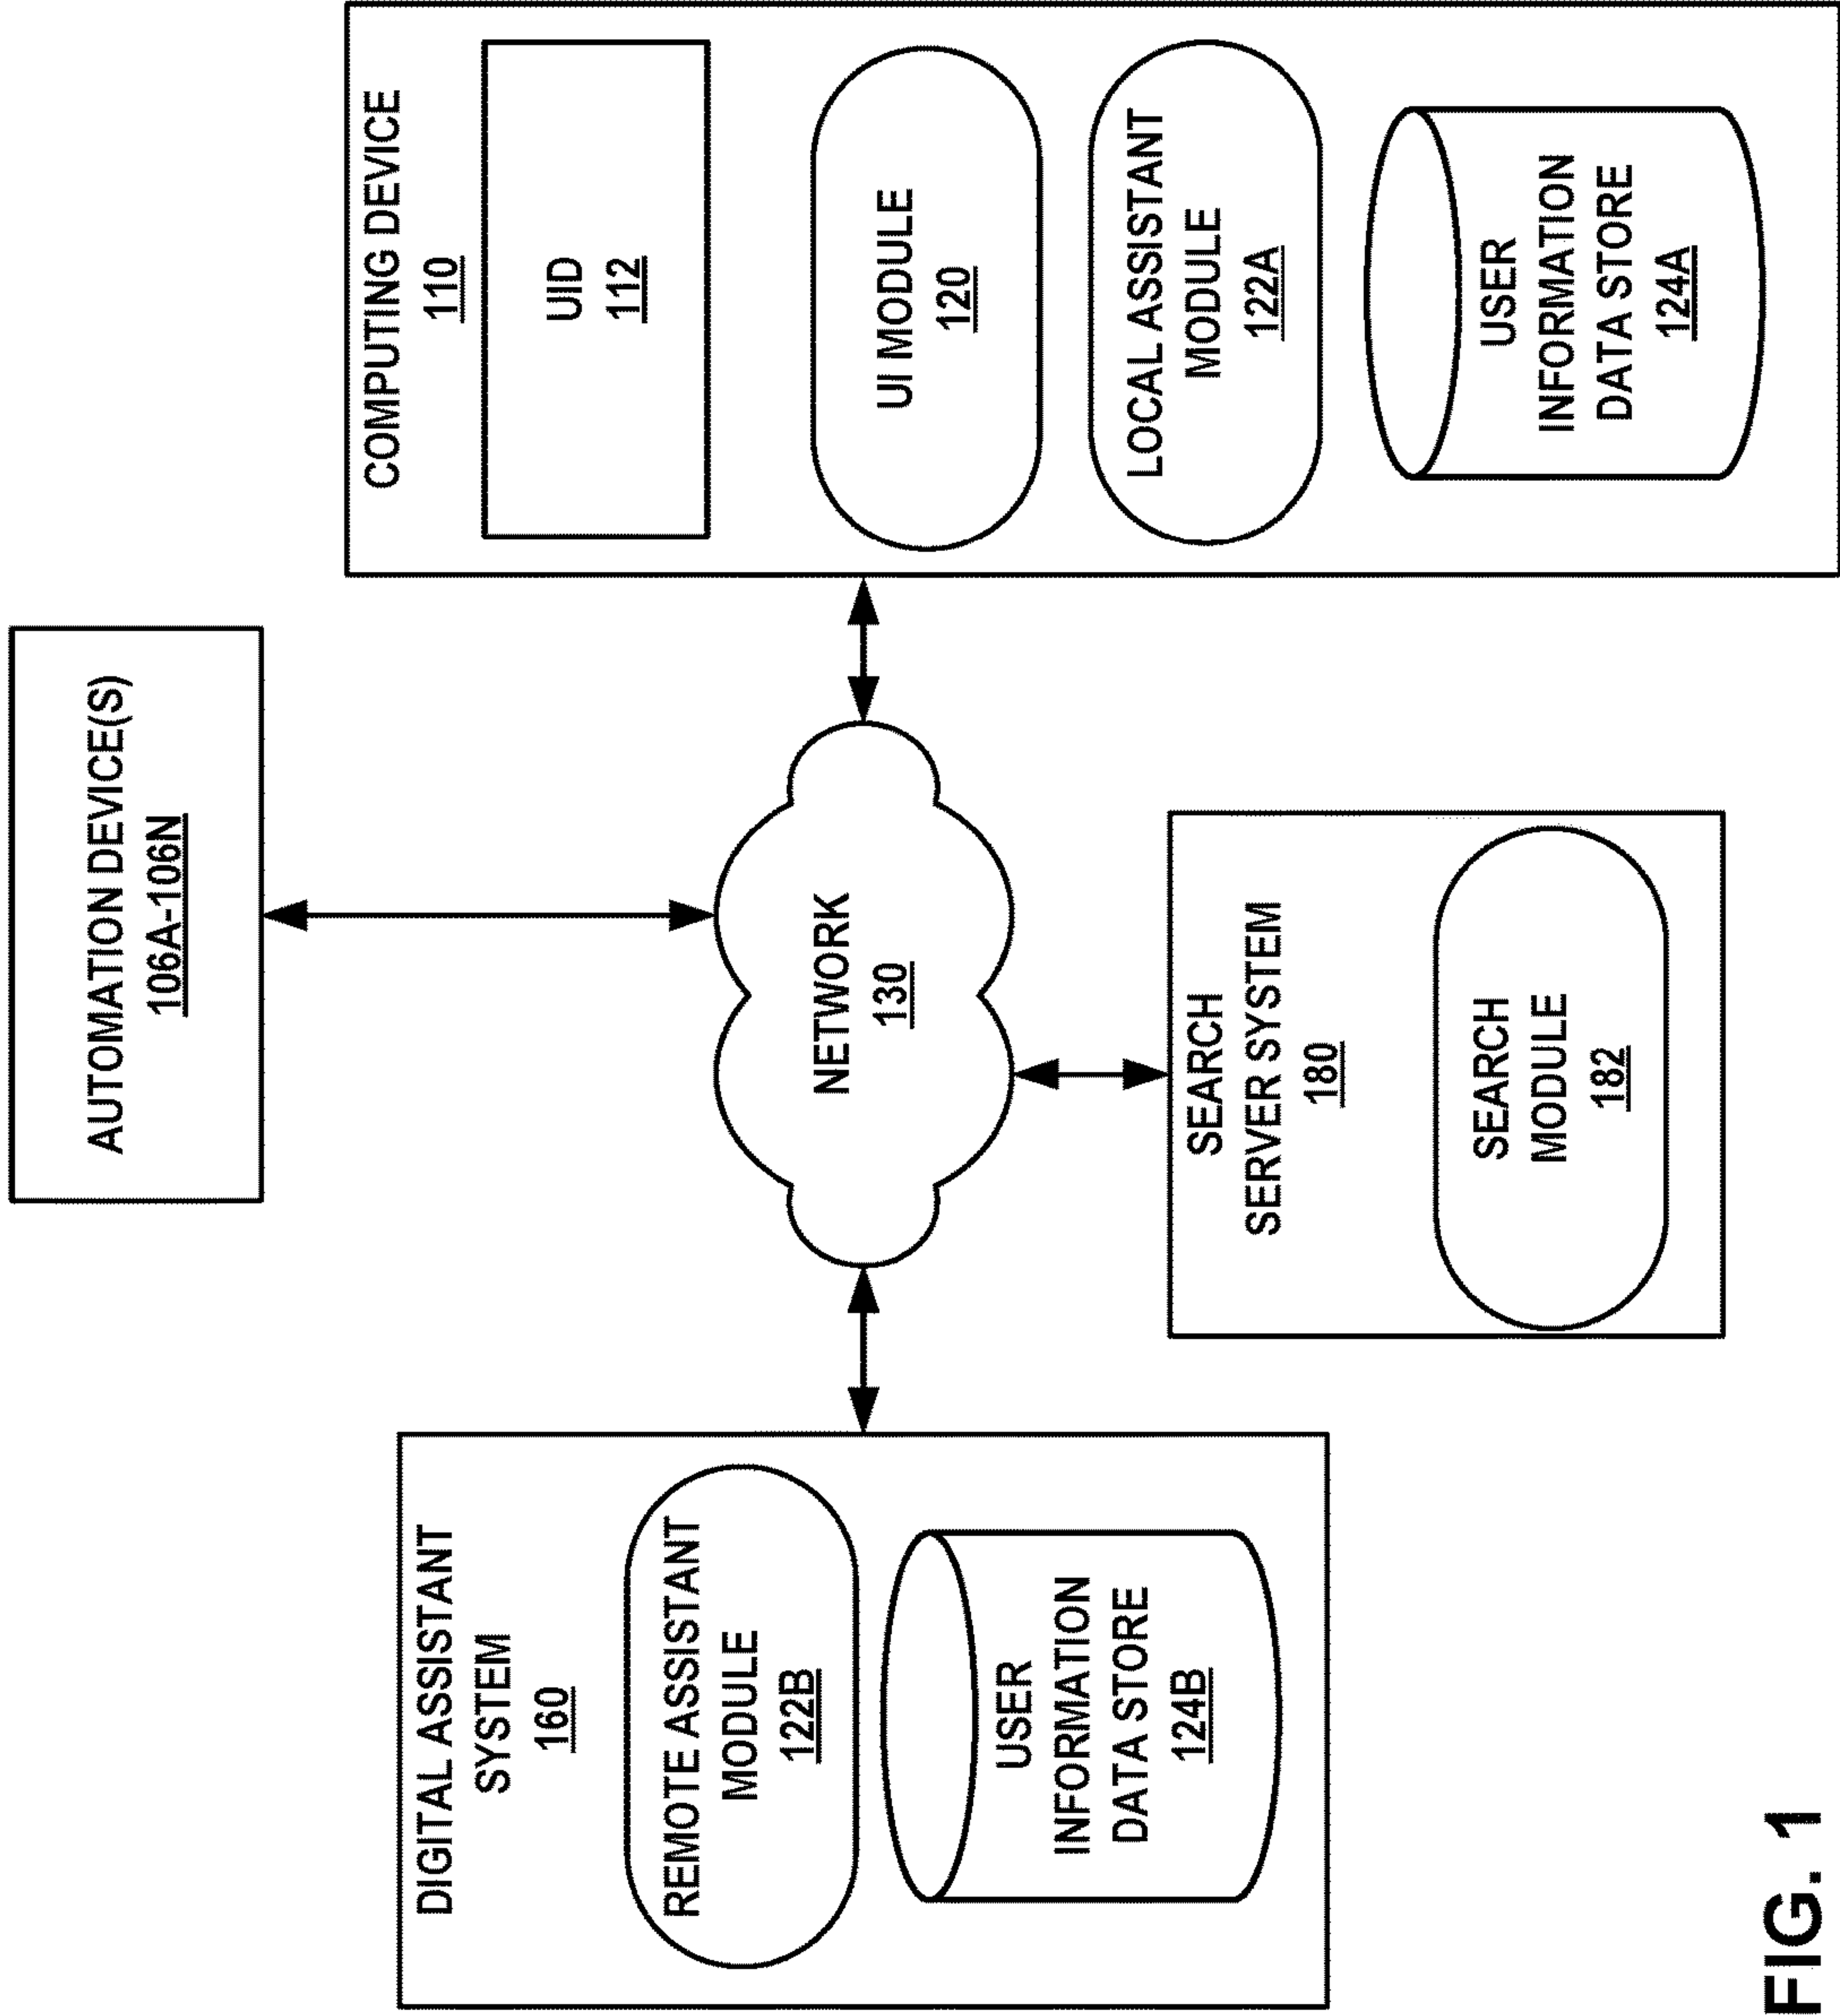 AUTOMATION DEVICE(S)
106A-106N
DIGITAL ASSISTANT
SYSTEM
160
REMOTE ASSISTANT
MODULE
122B
USER
INFORMATION
DATA STORE
124B
NETWORK
130
SEARCH
SERVER SYSTEM
180
SEARCH
MODULE
182
COMPUTING DEVICE
110
UID
112
UI MODULE
120
LOCAL ASSISTANT
MODULE
122A
USER
INFORMATION
DATA STORE
124A
FIG. 1